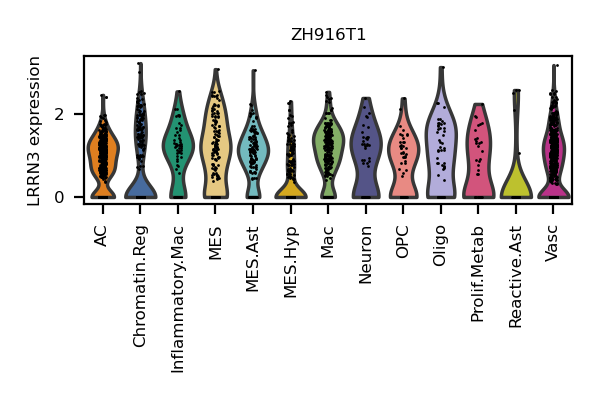 ZH916T1
LRRN3 expression
2
0
AC
Chromatin.Reg
Inflammatory.Mac
MES
MES.Ast
MES.Hyp
Mac
Neuron
OPC
Oligo
Prolif.Metab
Reactive.Ast
Vasc